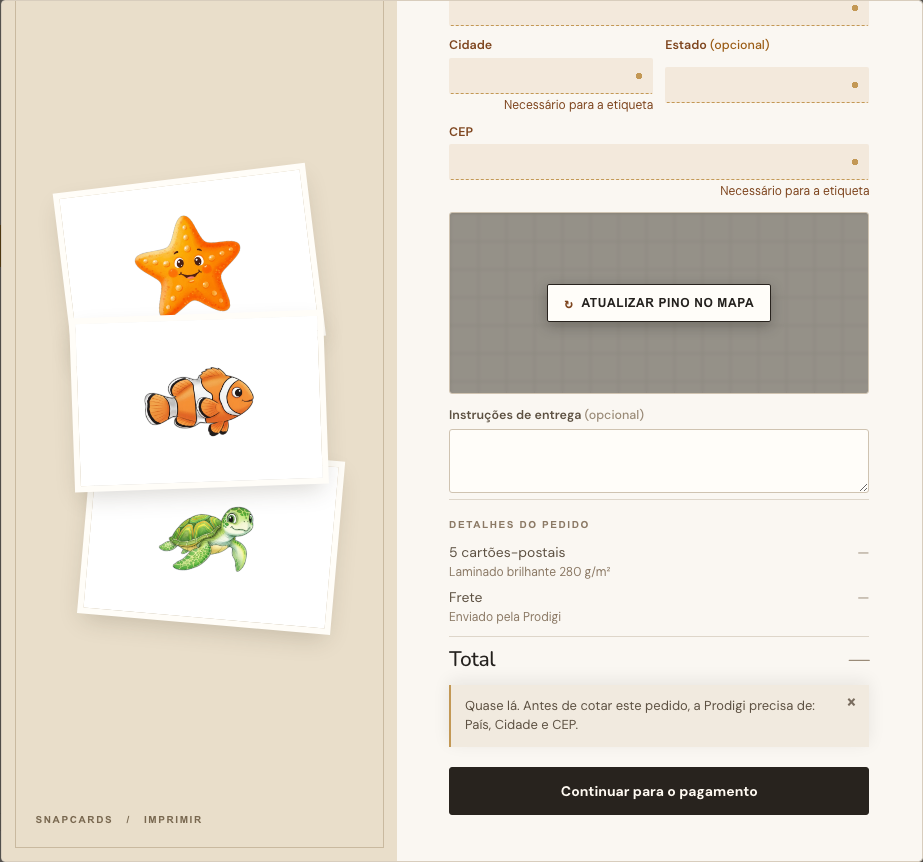 Cidade
Estado (opcional)
Necessário para a etiqueta
CEP
Necessário para a etiqueta
↻ ATUALIZAR PINO NO MAPA
Instruções de entrega (opcional)
DETALHES DO PEDIDO
5 cartões-postais —
Laminado brilhante 280 g/m²
Frete —
Enviado pela Prodigi
Total —
Quase lá. Antes de cotar este pedido, a Prodigi precisa de: ×
País, Cidade e CEP.
Continuar para o pagamento
SNAPCARDS / IMPRIMIR